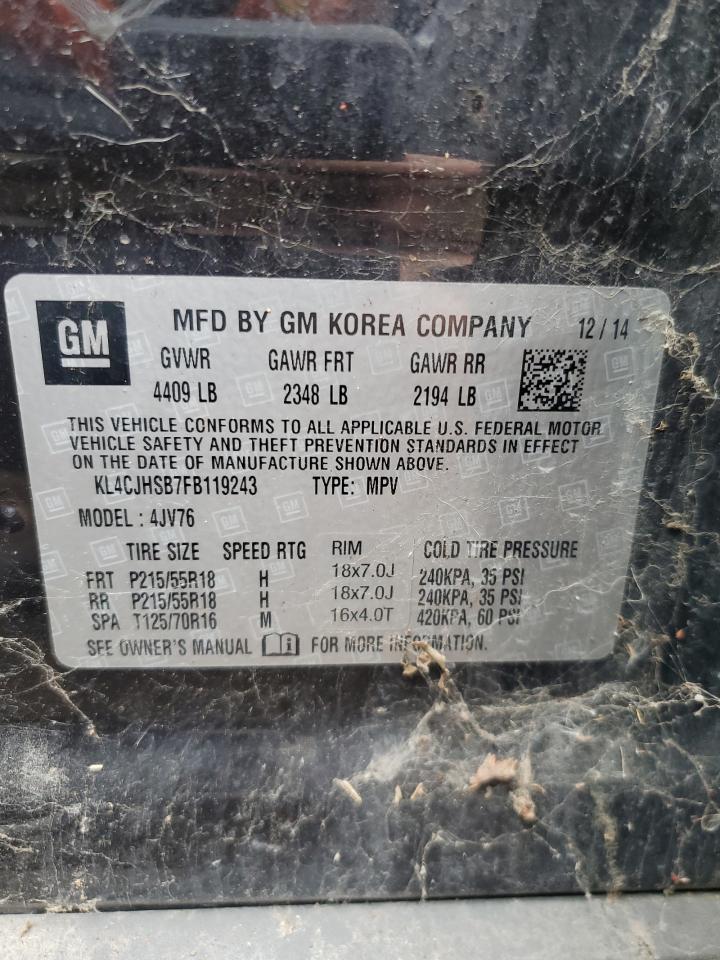 GM MFD BY GM KOREA COMPANY 12/14
GVWR GAWR FRT GAWR RR
4409 LB 2348 LB 2194 LB
THIS VEHICLE CONFORMS TO ALL APPLICABLE U.S. FEDERAL MOTOR
VEHICLE SAFETY AND THEFT PREVENTION STANDARDS IN EFFECT
ON THE DATE OF MANUFACTURE SHOWN ABOVE.
KL4CJHSB7FB119243 TYPE: MPV
MODEL: 4JV76
TIRE SIZE SPEED RTG RIM COLD TIRE PRESSURE
FRT P215/55R18 H 18x7.0J 240KPA, 35 PSI
RR P215/55R18 H 18x7.0J 240KPA, 35 PSI
SPA T125/70R16 M 16x4.0T 420KPA, 60 PSI
SEE OWNER'S MANUAL FOR MORE INFORMATION.